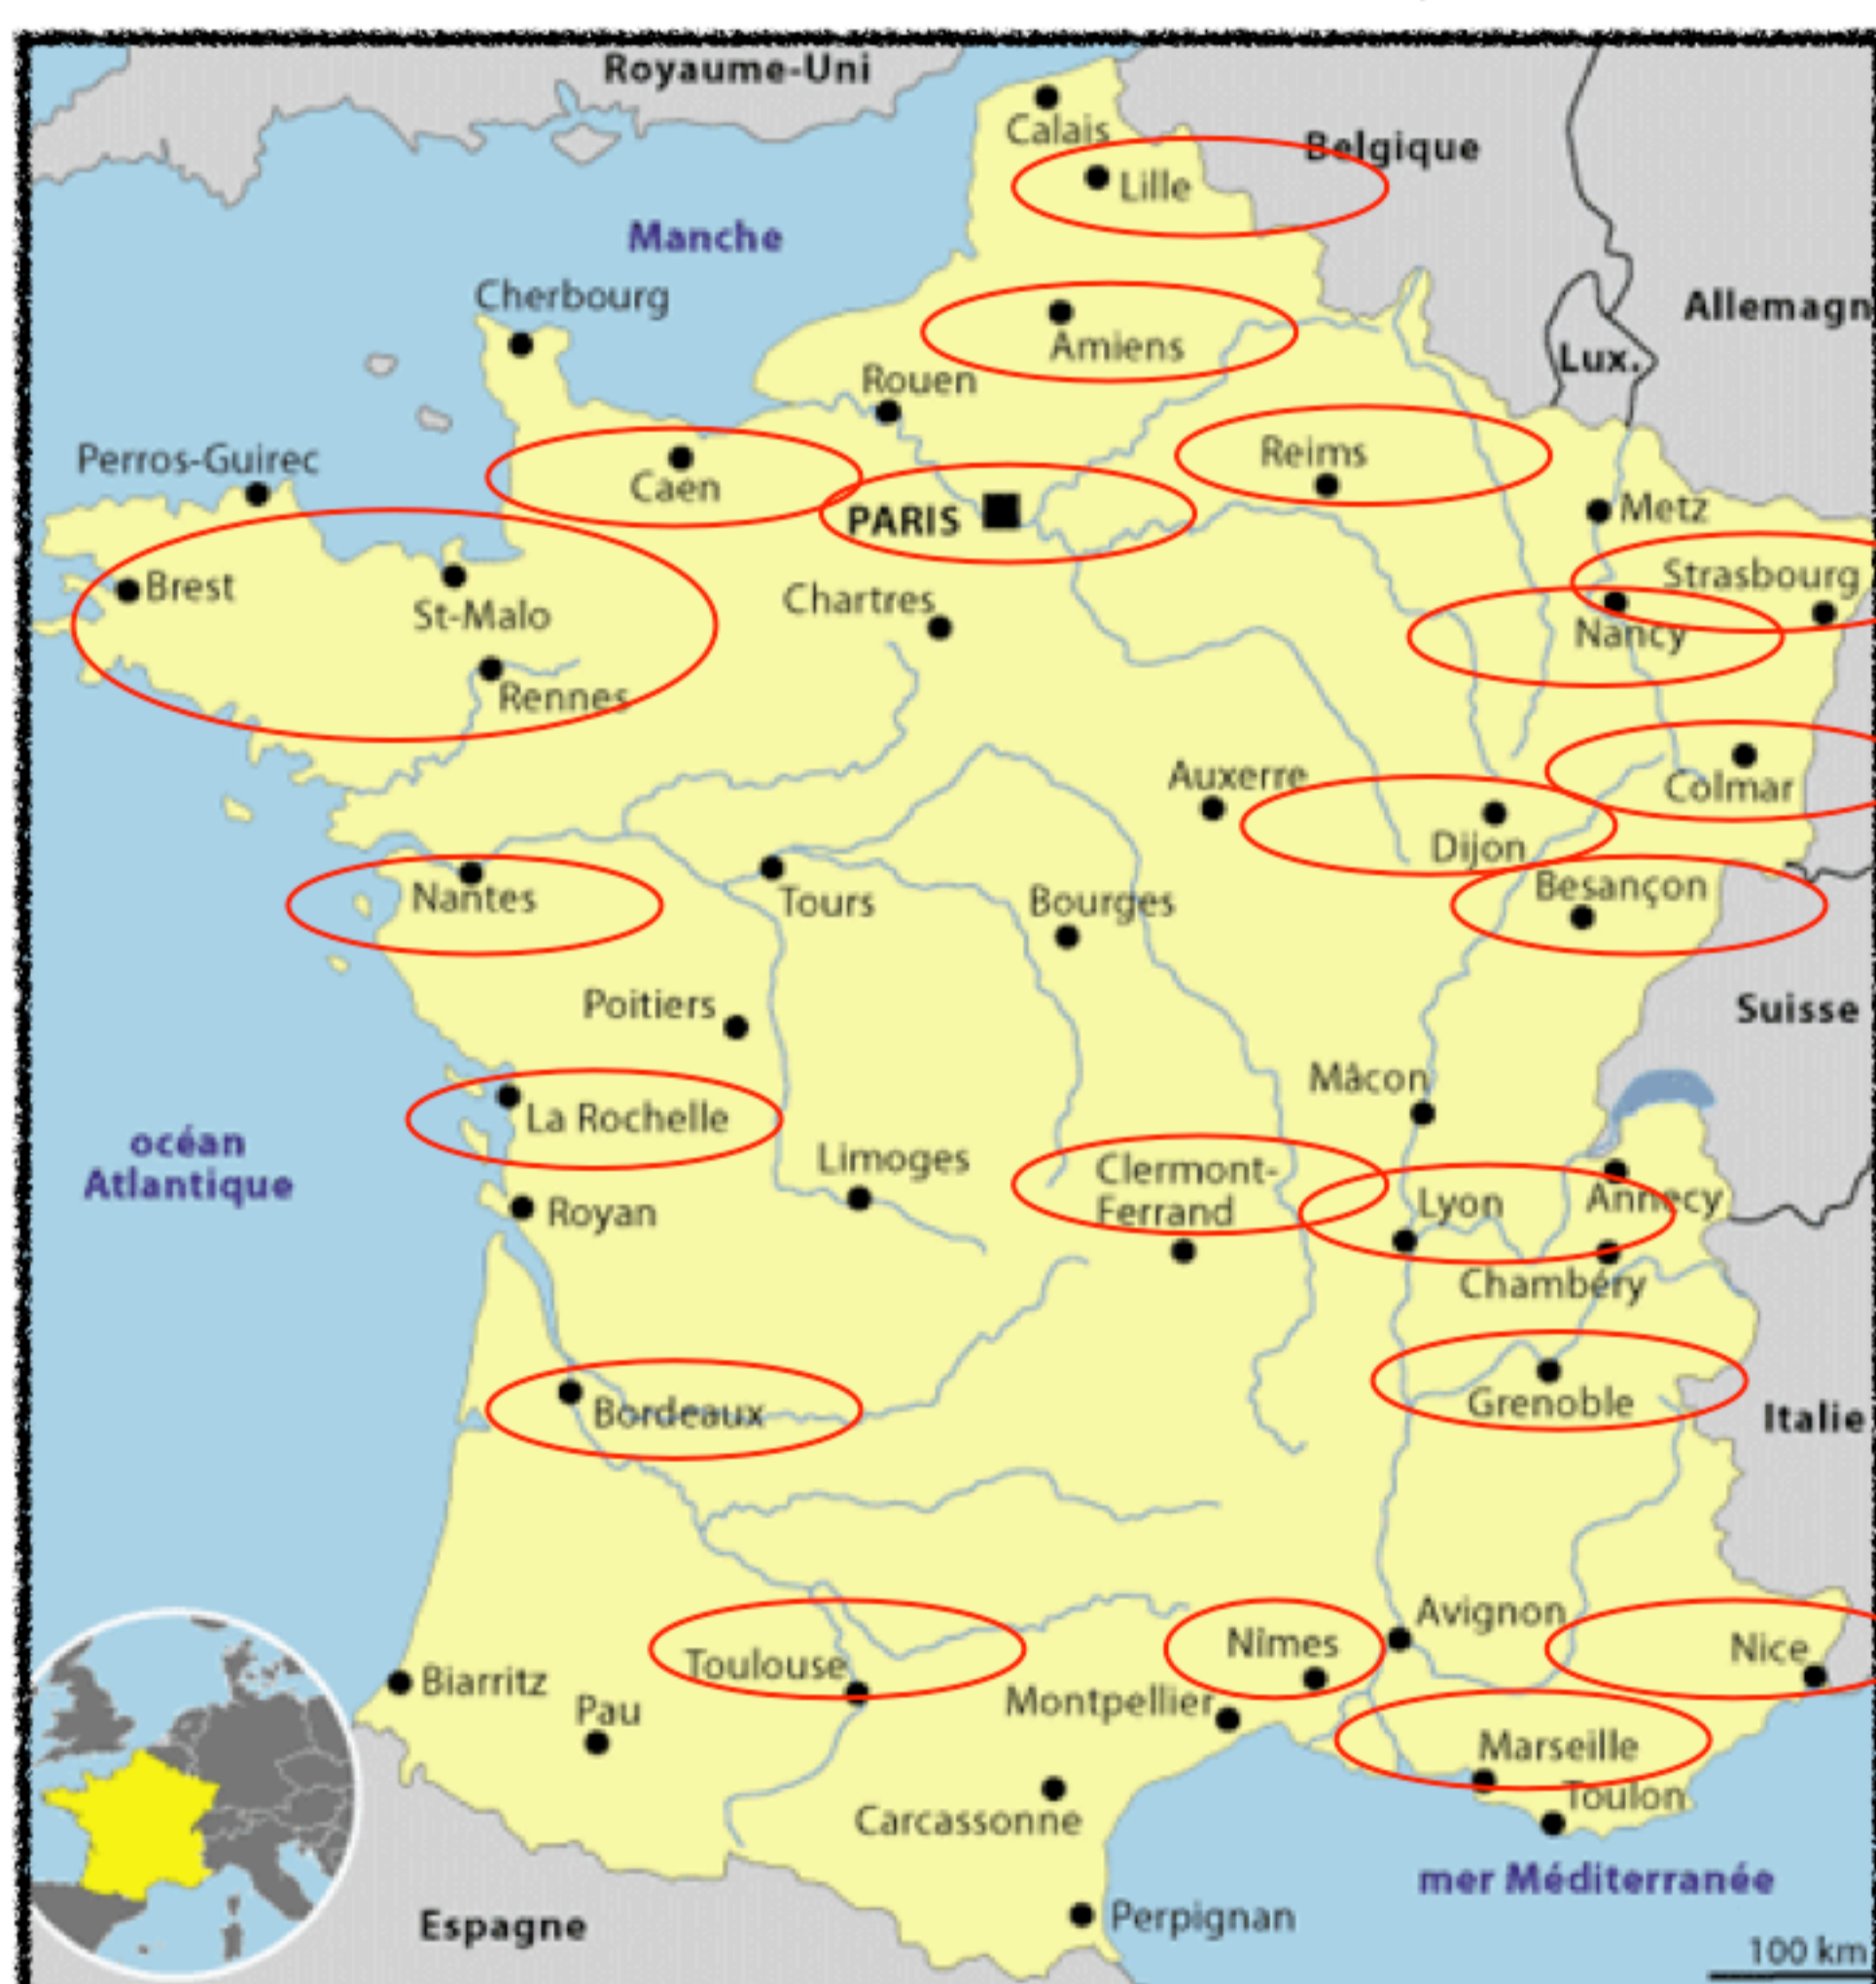 Royaume-Uni
Calais
Belgique
Lille
Manche
Cherbourg
Allemagn
Amiens
Lux.
Rouen
Reims
Perros-Guirec
Caen
PARIS
Metz
Strasbourg
Brest
St-Malo
Chartres
Nancy
Rennes
Auxerre
Colmar
Dijon
Besançon
Nantes
Tours
Bourges
Poitiers
Suisse
Mâcon
La Rochelle
océan
Atlantique
Limoges
Clermont-
Ferrand
Lyon
Annecy
Royan
Chambéry
Grenoble
Bordeaux
Italie
Avignon
Nîmes
Nice
Toulouse
Biarritz
Pau
Montpellier
Marseille
Toulon
Carcassonne
mer Méditerranée
Perpignan
Espagne
100 km